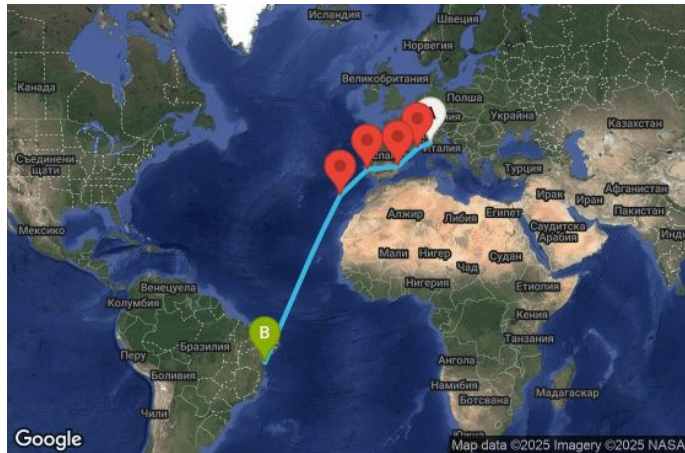 Исландия
Швеция
Норвегия
Канада
Великобритания
Полша
Украйна
Казахстан
Италия
Съединени
щати
Турция
Афганистан
Ирак
Иран
Пакистан
Мексико
Алжир
Либия
Египет
Саудитска
Арабия
Мали
Нигер
Чад
Судан
Венецуела
Колумбия
Нигерия
Етиопия
Кения
B
Перу
Бразилия
Танзания
Боливия
Ангола
Намибия
Мадагаскар
Ботсвана
Чили
Google
Map data ©2025 Imagery ©2025 NASA